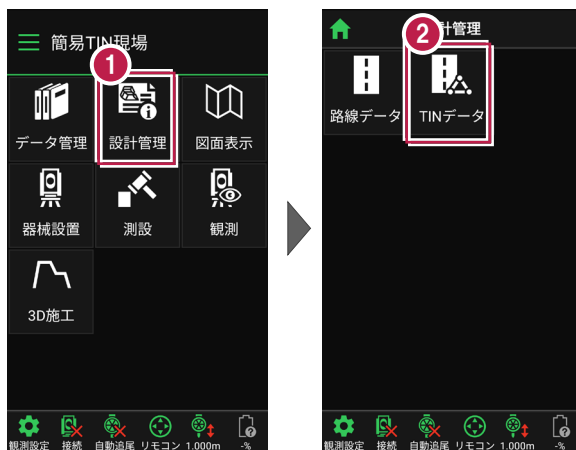 簡易TIN現場
1
データ管理
設計管理
図面表示
器械設置
測設
観測
3D施工
観測設定
接続
自動追尾
リモコン
1.000m
-%
2
計管理
路線データ
TINデータ
観測設定
接続
自動追尾
リモコン
1.000m
-%